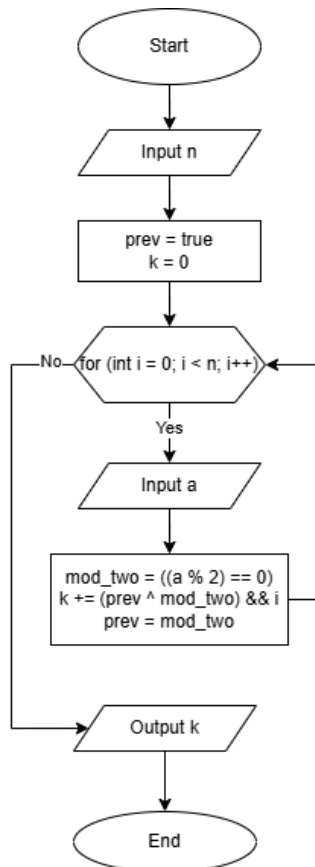 Start
Input n
prev = true
k = 0
No
for (int i = 0; i < n; i++)
Yes
Input a
mod_two = ((a % 2) == 0)
k += (prev ^ mod_two) && i
prev = mod_two
Output k
End